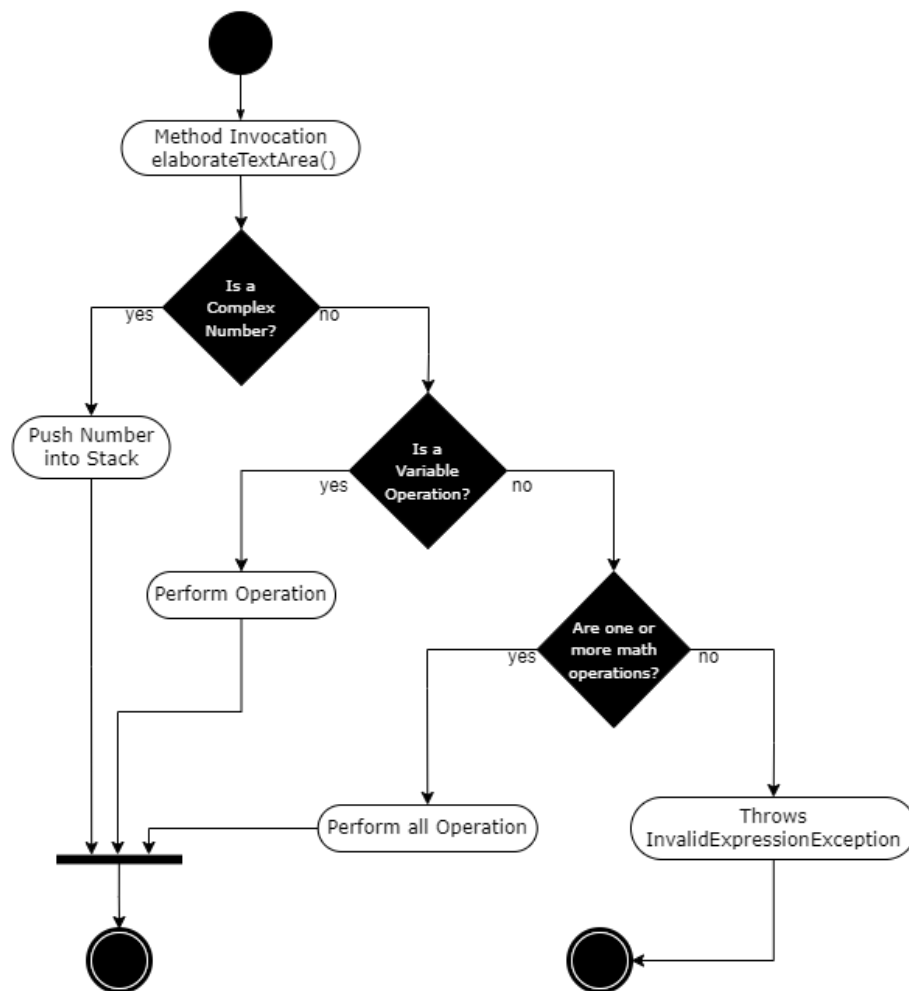 Method Invocation
elaborateTextArea()
Is a
Complex
Number?
yes
no
Push Number
into Stack
Is a
Variable
Operation?
yes
no
Perform Operation
Are one or
more math
operations?
yes
no
Perform all Operation
Throws
InvalidExpressionException